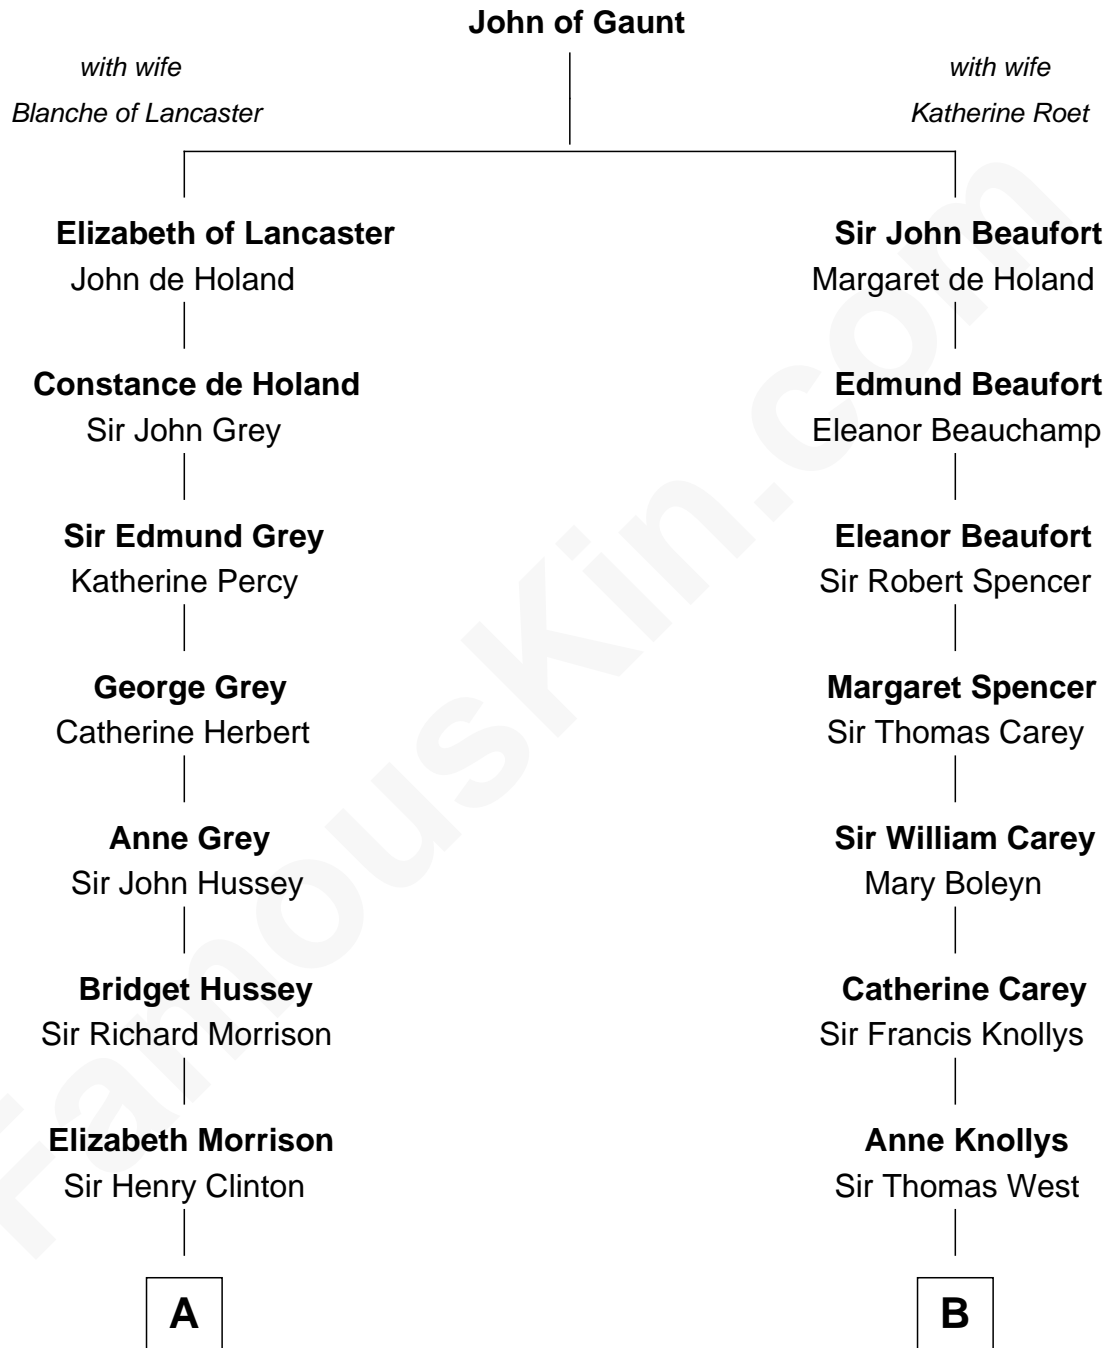 John of Gaunt
with wife
Blanche of Lancaster
with wife
Katherine Roet
Elizabeth of Lancaster
John de Holand
Sir John Beaufort
Margaret de Holand
Constance de Holand
Sir John Grey
Edmund Beaufort
Eleanor Beauchamp
Sir Edmund Grey
Katherine Percy
Eleanor Beaufort
Sir Robert Spencer
George Grey
Catherine Herbert
Margaret Spencer
Sir Thomas Carey
Anne Grey
Sir John Hussey
Sir William Carey
Mary Boleyn
Bridget Hussey
Sir Richard Morrison
Catherine Carey
Sir Francis Knollys
Elizabeth Morrison
Sir Henry Clinton
Anne Knollys
Sir Thomas West
A
B
FamousKin.com